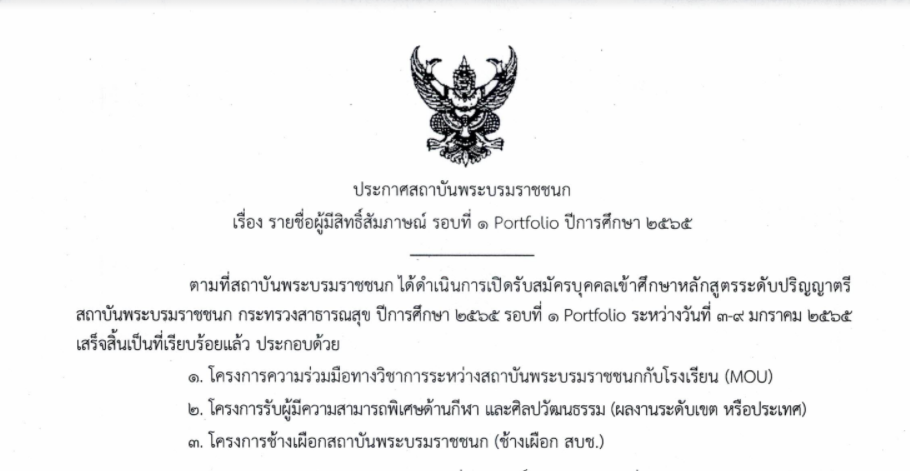 ประกาศสถาบันพระบรมราชชนก
เรื่อง รายชื่อผู้มีสิทธิ์สัมภาษณ์ รอบที่ ๑ Portfolio ปีการศึกษา ๒๕๖๕
ตามที่สถาบันพระบรมราชชนก ได้ดำเนินการเปิดรับสมัครบุคคลเข้าศึกษาหลักสูตรระดับปริญญาตรี
สถาบันพระบรมราชชนก กระทรวงสาธารณสุข ปีการศึกษา ๒๕๖๕ รอบที่ ๑ Portfolio ระหว่างวันที่ ๓-๙ มกราคม ๒๕๖๕
เสร็จสิ้นเป็นที่เรียบร้อยแล้ว ประกอบด้วย
๑. โครงการความร่วมมือทางวิชาการระหว่างสถาบันพระบรมราชชนกกับโรงเรียน (MOU)
๒. โครงการรับผู้มีความสามารถพิเศษด้านกีฬา และศิลปวัฒนธรรม (ผลงานระดับเขต หรือประเทศ)
๓. โครงการช้างเผือกสถาบันพระบรมราชชนก (ช้างเผือก สบช.)